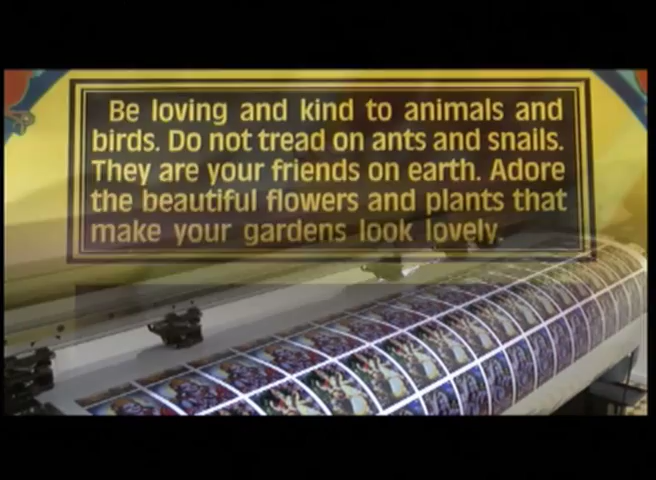 Be loving and kind to animals and
birds. Do not tread on ants and snails.
They are your friends on earth. Adore
the beautiful flowers and plants that
make your gardens look lovely.